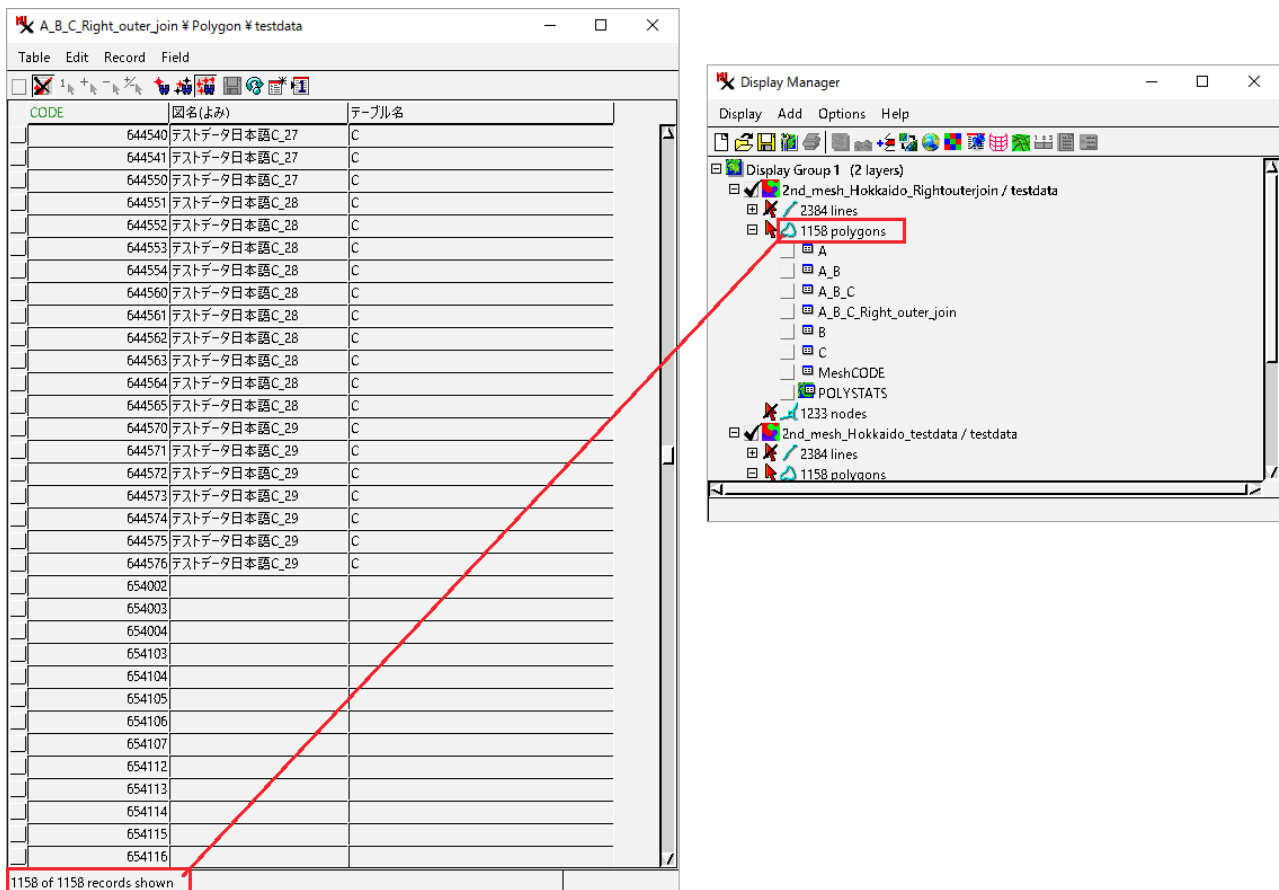 A_B_C_Right_outer_join ¥ Polygon ¥ testdata
Table Edit Record Field
CODE 図名(よみ) テーブル名
644540 テストデータ日本語C_27 C
644541 テストデータ日本語C_27 C
644550 テストデータ日本語C_27 C
644551 テストデータ日本語C_28 C
644552 テストデータ日本語C_28 C
644553 テストデータ日本語C_28 C
644554 テストデータ日本語C_28 C
644560 テストデータ日本語C_28 C
644561 テストデータ日本語C_28 C
644562 テストデータ日本語C_28 C
644563 テストデータ日本語C_28 C
644564 テストデータ日本語C_28 C
644565 テストデータ日本語C_28 C
644570 テストデータ日本語C_29 C
644571 テストデータ日本語C_29 C
644572 テストデータ日本語C_29 C
644573 テストデータ日本語C_29 C
644574 テストデータ日本語C_29 C
644575 テストデータ日本語C_29 C
644576 テストデータ日本語C_29 C
654002
654003
654004
654103
654104
654105
654106
654107
654112
654113
654114
654115
654116
1158 of 1158 records shown
Display Manager
Display Add Options Help
Display Group 1 (2 layers)
2nd_mesh_Hokkaido_Rightouterjoin / testdata
2384 lines
1158 polygons
A
A_B
A_B_C
A_B_C_Right_outer_join
B
C
MeshCODE
POLYSTATS
1233 nodes
2nd_mesh_Hokkaido_testdata / testdata
2384 lines
1158 polygons